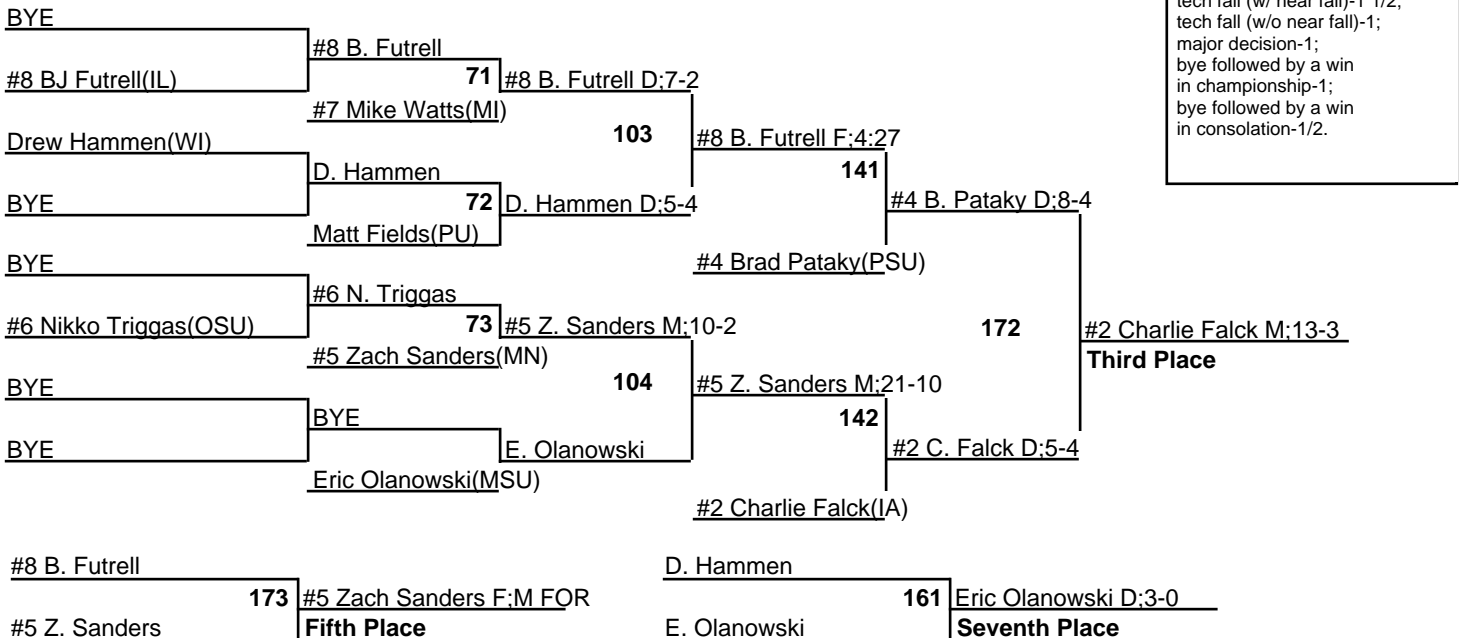 tech fall (w/ near fall)-1 1/2;
tech fall (w/o near fall)-1;
major decision-1;
bye followed by a win
in championship-1;
bye followed by a win
in consolation-1/2.
BYE
#8 B. Futrell
#8 BJ Futrell(IL)
71
#8 B. Futrell D;7-2
#7 Mike Watts(MI)
Drew Hammen(WI)
103
#8 B. Futrell F;4:27
D. Hammen
141
BYE
72
D. Hammen D;5-4
#4 B. Pataky D;8-4
Matt Fields(PU)
BYE
#4 Brad Pataky(PSU)
#6 N. Triggas
#6 Nikko Triggas(OSU)
73
#5 Z. Sanders M;10-2
172
#2 Charlie Falck M;13-3
#5 Zach Sanders(MN)
Third Place
BYE
104
#5 Z. Sanders M;21-10
BYE
142
BYE
E. Olanowski
#2 C. Falck D;5-4
Eric Olanowski(MSU)
#2 Charlie Falck(IA)
#8 B. Futrell
173
#5 Zach Sanders F;M FOR
#5 Z. Sanders
Fifth Place
D. Hammen
161
Eric Olanowski D;3-0
E. Olanowski
Seventh Place